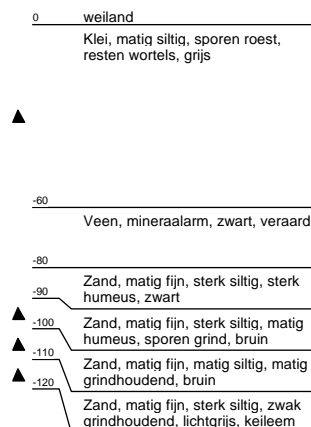 0 weiland
Klei, matig siltig, sporen roest,
resten wortels, grijs
-60
Veen, mineraalarm, zwart, veraard
-80
Zand, matig fijn, sterk siltig, sterk
humeus, zwart
-90
Zand, matig fijn, sterk siltig, matig
humeus, sporen grind, bruin
-100
Zand, matig fijn, matig siltig, matig
grindhoudend, bruin
-110
Zand, matig fijn, sterk siltig, zwak
grindhoudend, lichtgrijs, keileem
-120